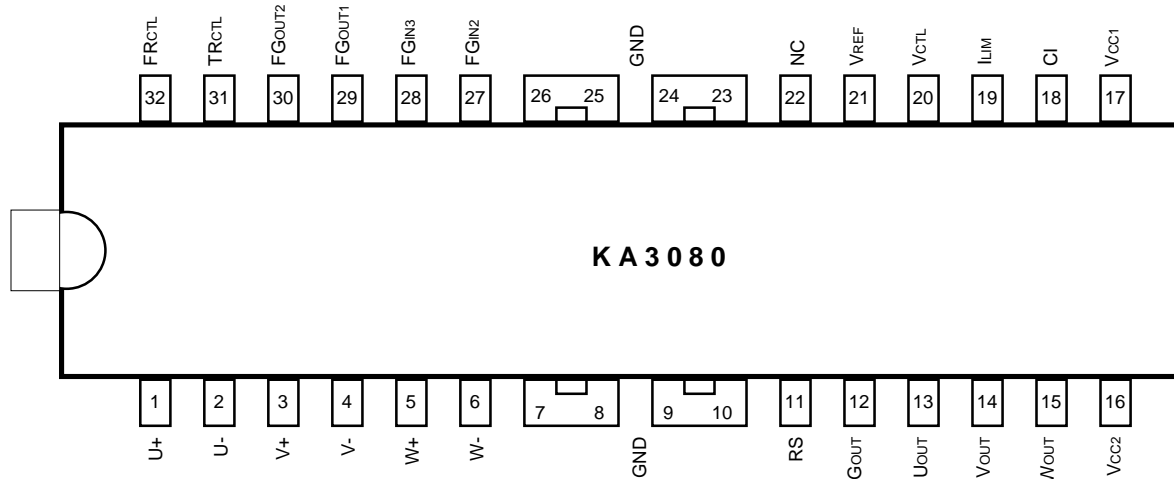 FRCTL TRCTL FGOUT2 FGOUT1 FGIN3 FGIN2 GND NC VREF VCTL ILIM CI VCC1
32 31 30 29 28 27 26 25 24 23 22 21 20 19 18 17
KA3080
1 2 3 4 5 6 7 8 9 10 11 12 13 14 15 16
U+ U- V+ V- W+ W- GND RS GOUT UOUT VOUT WOUT VCC2